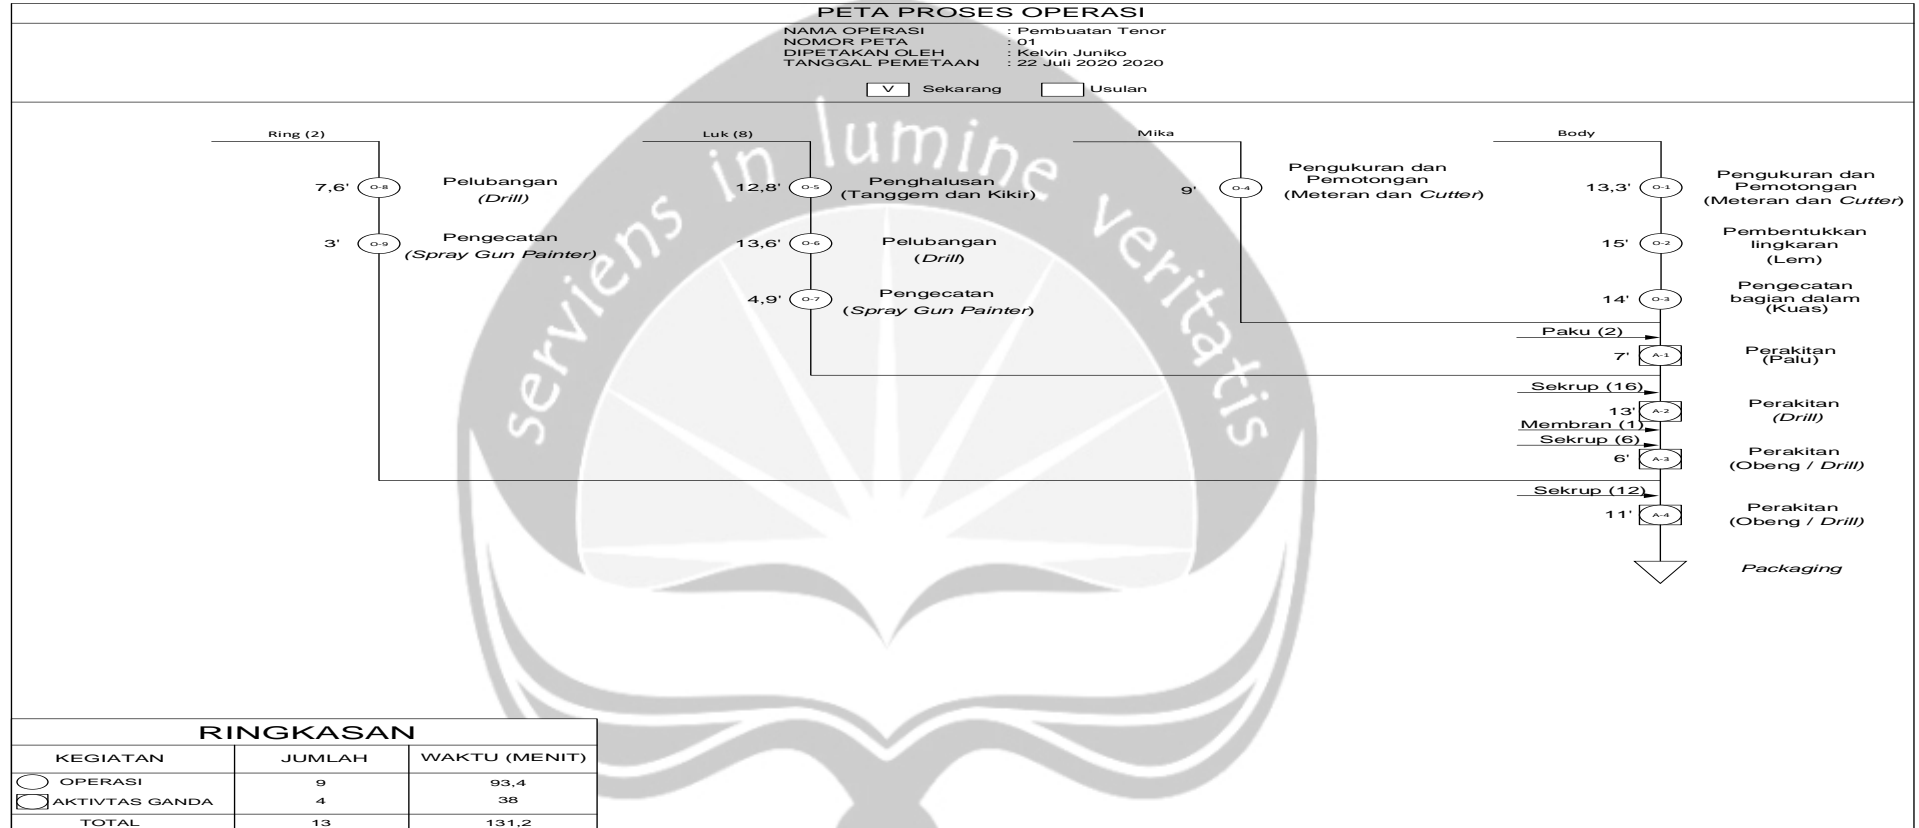 PETA PROSES OPERASI
NAMA OPERASI : Pembuatan Tenor
NOMOR PETA : 01
DIPETAKAN OLEH : Kelvin Juniko
TANGGAL PEMETAAN : 22 Juli 2020 2020
V Sekarang Usulan
serviens in lumine veritatis
Ring (2)
7,6' O-8 Pelubangan
(Drill)
3' O-9 Pengecatan
(Spray Gun Painter)
Luk (8)
12,8' O-5 Penghalusan
(Tanggem dan Kikir)
13,6' O-6 Pelubangan
(Drill)
4,9' O-7 Pengecatan
(Spray Gun Painter)
Mika
9' O-4 Pengukuran dan
Pemotongan
(Meteran dan Cutter)
Body
13,3' O-1 Pengukuran dan
Pemotongan
(Meteran dan Cutter)
15' O-2 Pembentukkan
lingkaran
(Lem)
14' O-3 Pengecatan
bagian dalam
(Kuas)
Paku (2)
7' A-1 Perakitan
(Palu)
Sekrup (16)
13' A-2 Perakitan
(Drill)
Membran (1)
Sekrup (6)
6' A-3 Perakitan
(Obeng / Drill)
Sekrup (12)
11' A-4 Perakitan
(Obeng / Drill)
Packaging
RINGKASAN
KEGIATAN JUMLAH WAKTU (MENIT)
OPERASI 9 93,4
AKTIVTAS GANDA 4 38
TOTAL 13 131,2